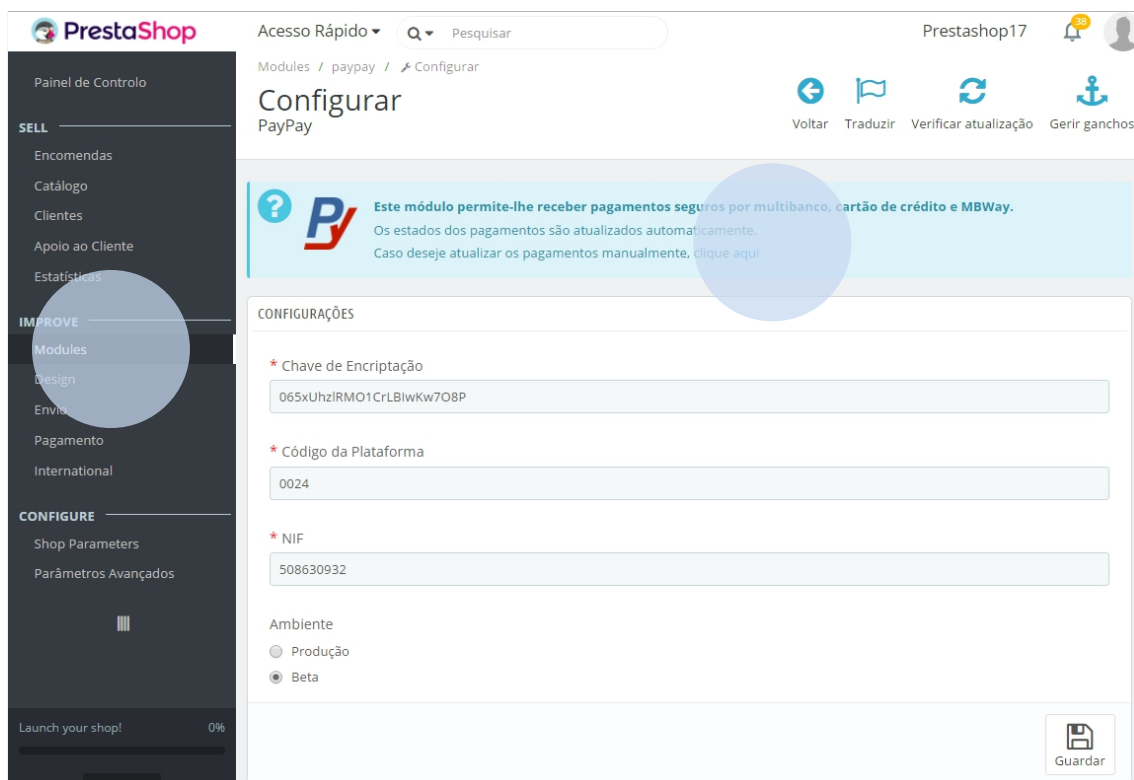 PrestaShop
Acesso Rápido
Pesquisar
Prestashop17
38
Modules / paypay / Configurar
Configurar
PayPay
Voltar
Traduzir
Verificar atualização
Gerir ganchos
Painel de Controlo
SELL
Encomendas
Catálogo
Clientes
Apoio ao Cliente
Estatísticas
IMPROVE
Modules
Design
Envio
Pagamento
International
CONFIGURE
Shop Parameters
Parâmetros Avançados
Launch your shop! 0%
?
Py
Este módulo permite-lhe receber pagamentos seguros por multibanco, cartão de crédito e MBWay.
Os estados dos pagamentos são atualizados automaticamente.
Caso deseje atualizar os pagamentos manualmente, clique aqui
CONFIGURAÇÕES
* Chave de Encriptação
065xUhzlRMO1CrLBIwKw7O8P
* Código da Plataforma
0024
* NIF
508630932
Ambiente
Produção
Beta
Guardar